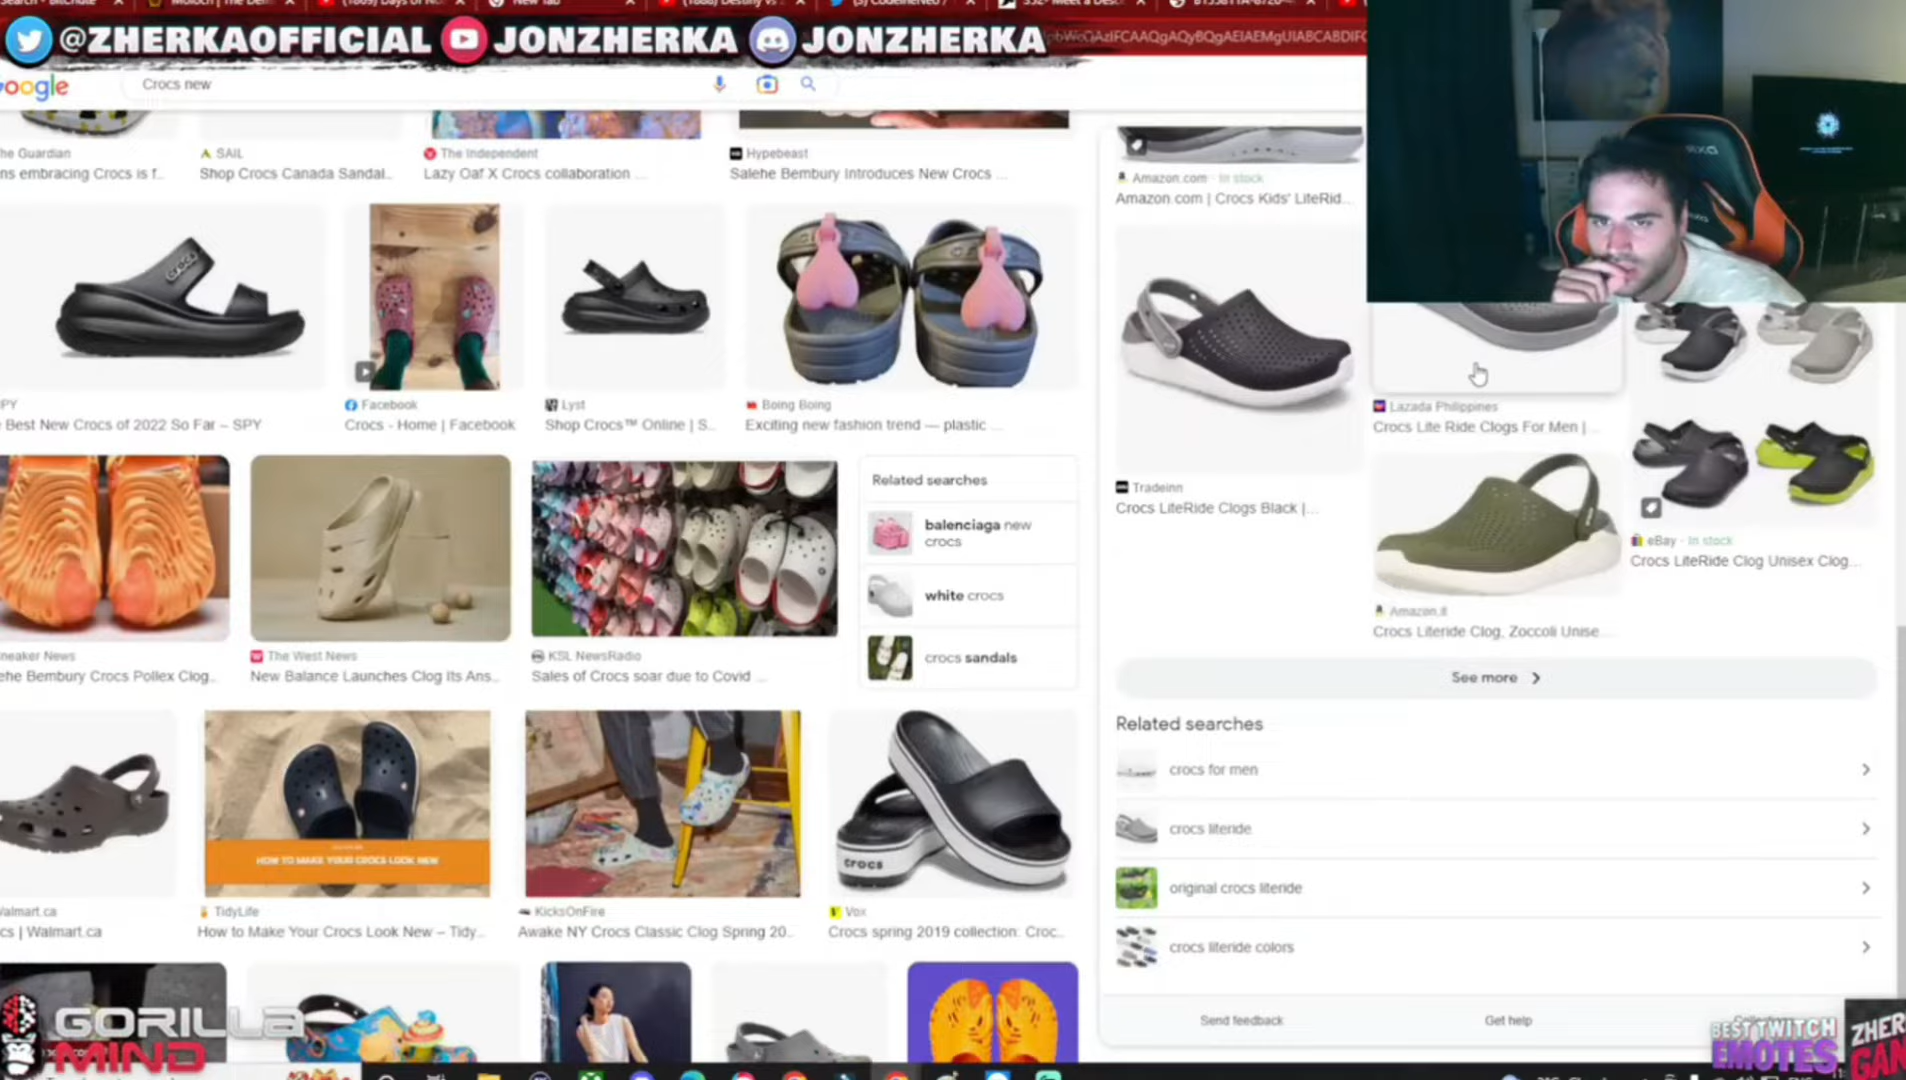 New Tab
@ZHERKAOFFICIAL JONZHERKA JONZHERKA
Google
Crocs new
The Guardian
SAIL
The Independent
Hypebeast
ns embracing Crocs is f...
Shop Crocs Canada Sandal...
Lazy Oaf X Crocs collaboration ...
Salehe Bembury Introduces New Crocs ...
Amazon.com · In stock
Amazon.com | Crocs Kids' LiteRid...
SPY
Facebook
Lyst
Boing Boing
Best New Crocs of 2022 So Far – SPY
Crocs - Home | Facebook
Shop Crocs™ Online | S...
Exciting new fashion trend — plastic ...
Lazada Philippines
Crocs Lite Ride Clogs For Men | ...
Tradeinn
Crocs LiteRide Clogs Black | ...
eBay · In stock
Crocs LiteRide Clog Unisex Clog...
Amazon.it
Crocs Literide Clog, Zoccoli Unise...
Related searches
balenciaga new
crocs
white crocs
crocs sandals
Sneaker News
The West News
KSL NewsRadio
ehe Bembury Crocs Pollex Clog...
New Balance Launches Clog Its Ans...
Sales of Crocs soar due to Covid ...
See more
Related searches
crocs for men
crocs literide
original crocs literide
crocs literide colors
HOW TO MAKE YOUR CROCS LOOK NEW
crocs
Walmart.ca
TidyLife
KicksOnFire
Vox
cs | Walmart.ca
How to Make Your Crocs Look New – Tidy...
Awake NY Crocs Classic Clog Spring 20...
Crocs spring 2019 collection: Croc...
Send feedback
Get help
GORILLA
MIND
BEST TWITCH
EMOTES